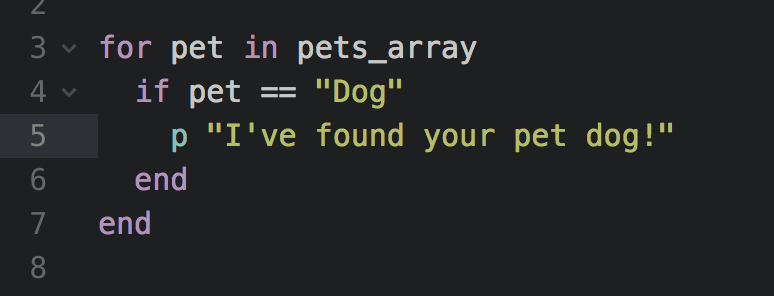 2
3 for pet in pets_array
4 if pet == "Dog"
5 p "I've found your pet dog!"
6 end
7 end
8